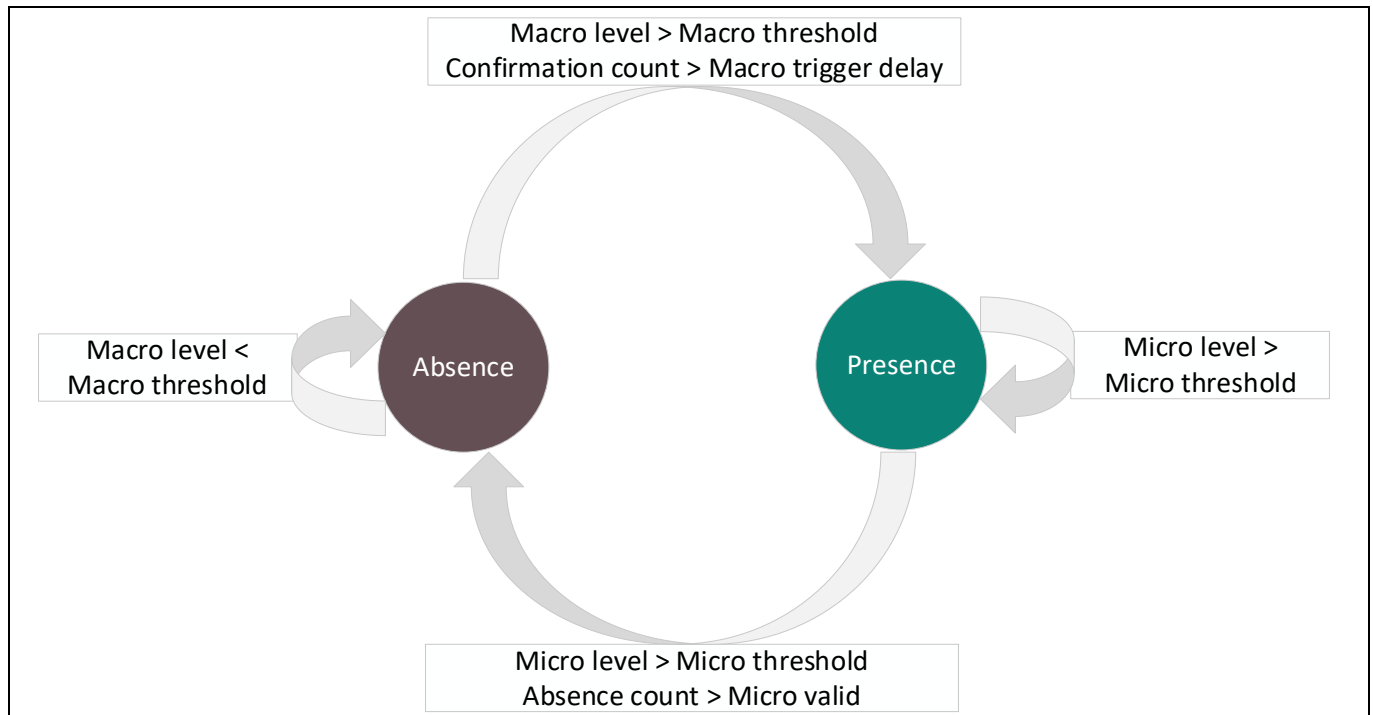 Macro level > Macro threshold
Confirmation count > Macro trigger delay
Macro level <
Macro threshold
Absence
Presence
Micro level >
Micro threshold
Micro level > Micro threshold
Absence count > Micro valid